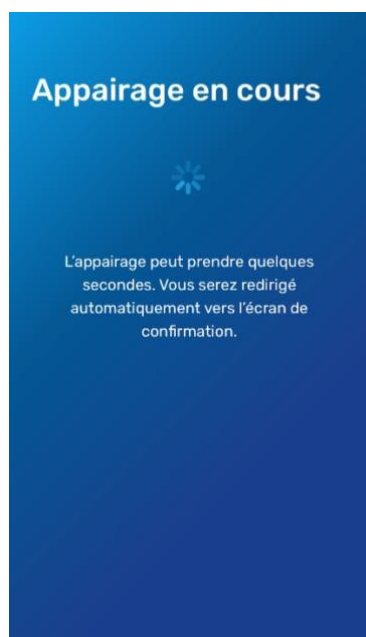 Appairage en cours
L’appairage peut prendre quelques
secondes. Vous serez redirigé
automatiquement vers l’écran de
confirmation.